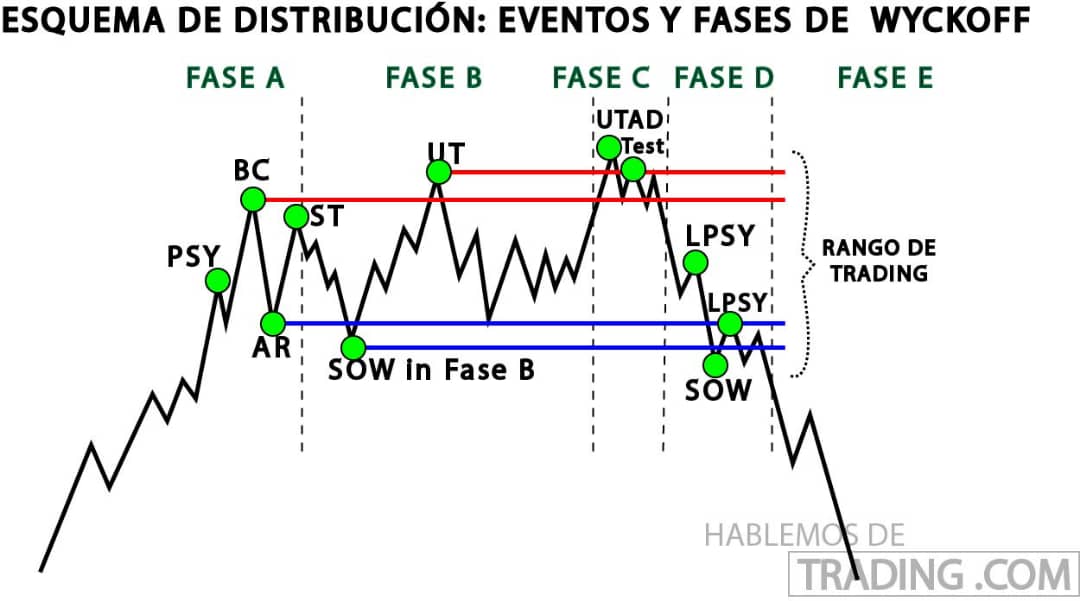 ESQUEMA DE DISTRIBUCIÓN: EVENTOS Y FASES DE WYCKOFF
FASE A
FASE B
FASE C
FASE D
FASE E
UTAD
Test
UT
BC
ST
PSY
LPSY
RANGO DE
TRADING
LPSY
AR
SOW in Fase B
SOW
HABLEMOS DE
TRADING .COM